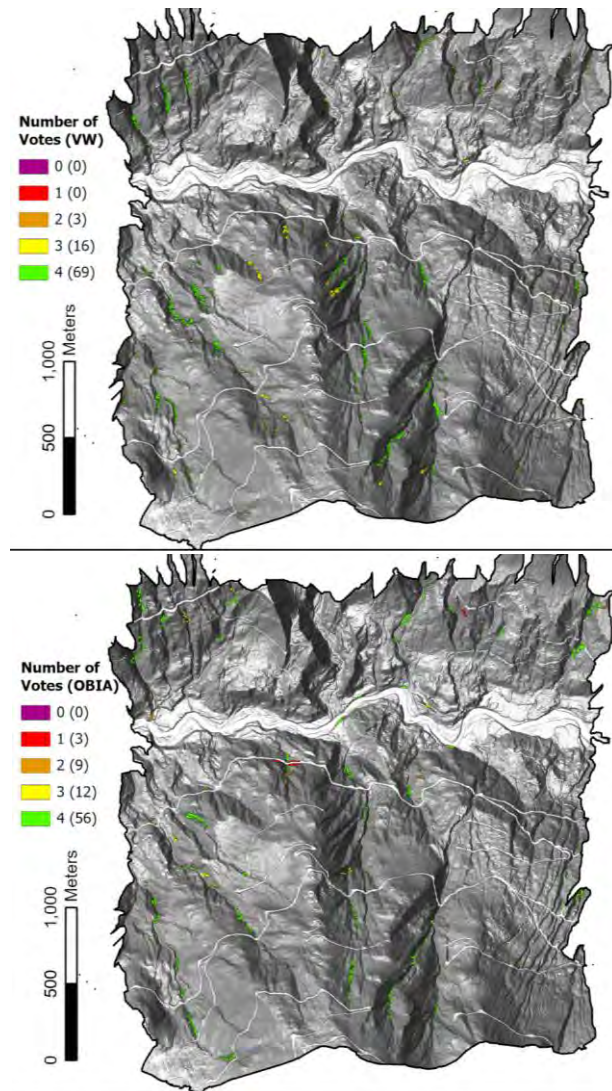 Number of
Votes (VW)
0 (0)
1 (0)
2 (3)
3 (16)
4 (69)
1,000
Meters
500
0
Number of
Votes (OBIA)
0 (0)
1 (3)
2 (9)
3 (12)
4 (56)
1,000
Meters
500
0